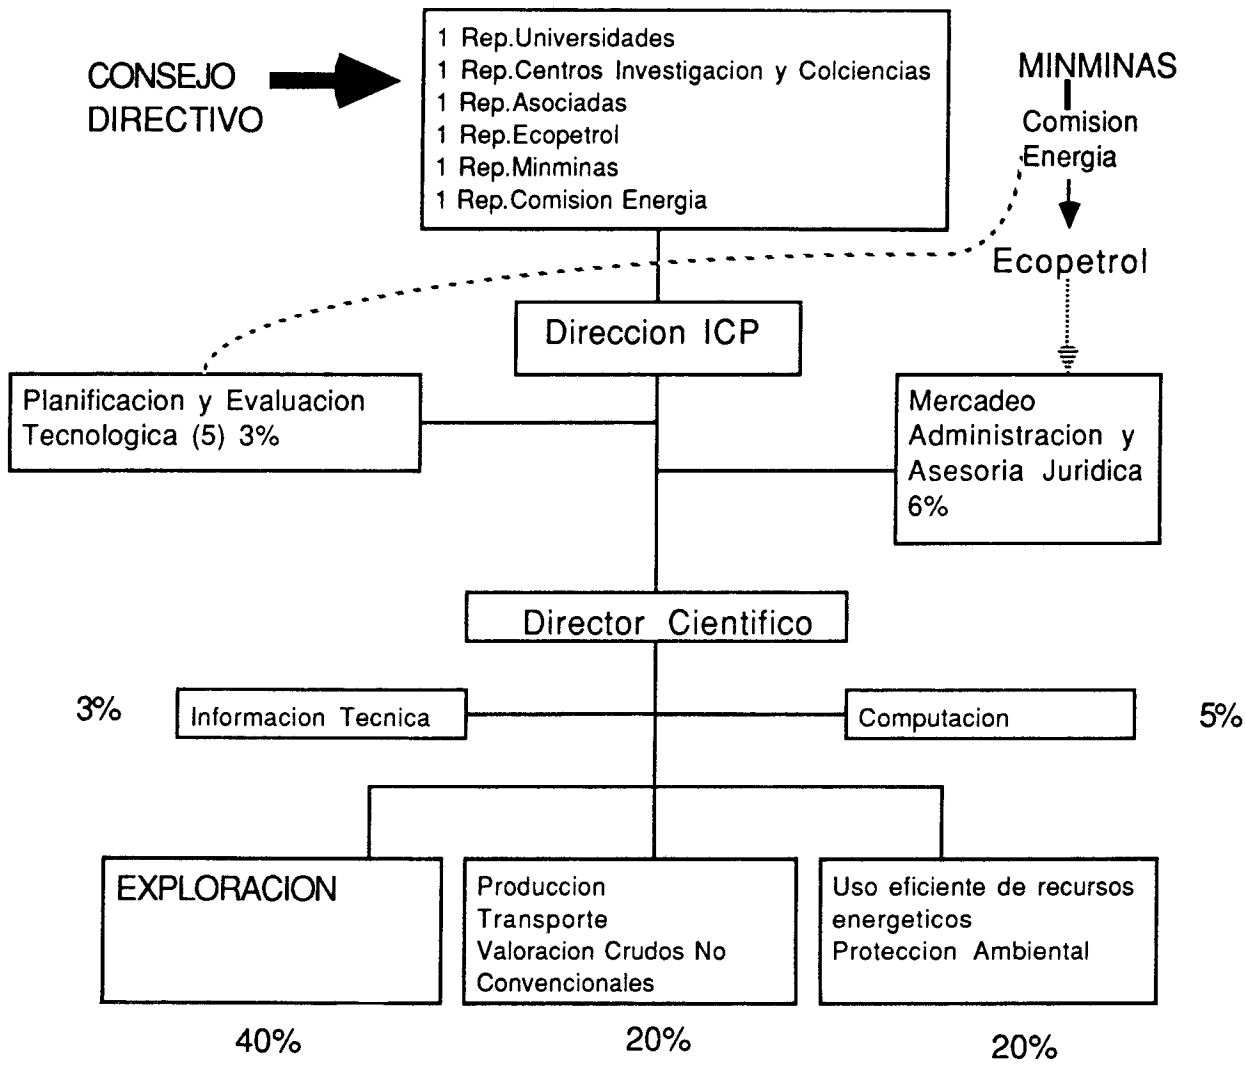 CONSEJO
DIRECTIVO
1 Rep.Universidades
1 Rep.Centros Investigacion y Colciencias
1 Rep.Asociadas
1 Rep.Ecopetrol
1 Rep.Minminas
1 Rep.Comision Energia
MINMINAS
Comision
Energia
Ecopetrol
Direccion ICP
Planificacion y Evaluacion
Tecnologica (5) 3%
Mercadeo
Administracion y
Asesoria Juridica
6%
Director Cientifico
3%
Informacion Tecnica
Computacion
5%
EXPLORACION
Produccion
Transporte
Valoracion Crudos No
Convencionales
Uso eficiente de recursos
energeticos
Proteccion Ambiental
40%
20%
20%